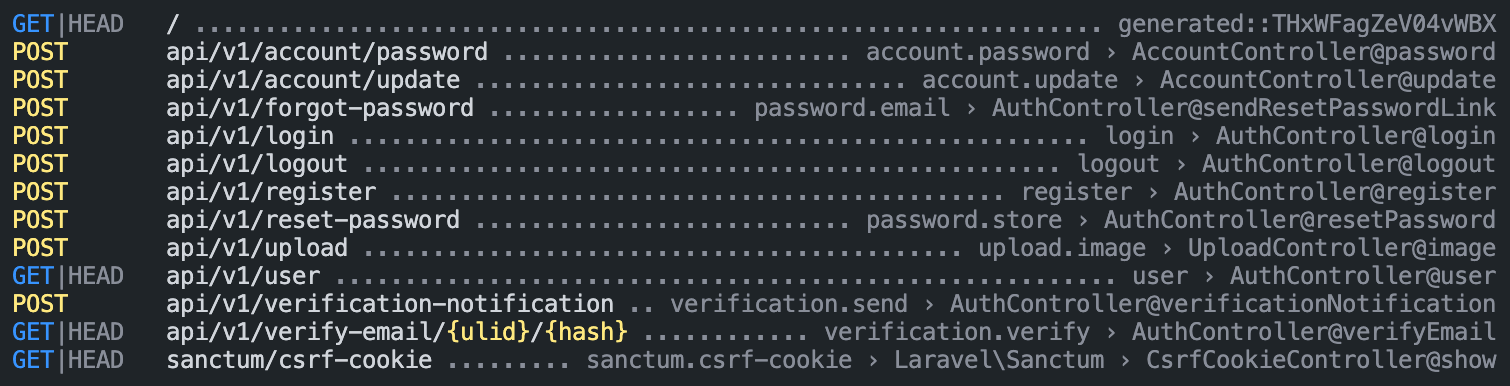 GET|HEAD / ................................................................. generated::THxWFagZeV04vWBX
POST api/v1/account/password ......................... account.password › AccountController@password
POST api/v1/account/update ............................... account.update › AccountController@update
POST api/v1/forgot-password ................... password.email › AuthController@sendResetPasswordLink
POST api/v1/login ..................................................... login › AuthController@login
POST api/v1/logout .................................................. logout › AuthController@logout
POST api/v1/register ............................................ register › AuthController@register
POST api/v1/reset-password ........................... password.store › AuthController@resetPassword
POST api/v1/upload ........................................... upload.image › UploadController@image
GET|HEAD api/v1/user ........................................................ user › AuthController@user
POST api/v1/verification-notification .. verification.send › AuthController@verificationNotification
GET|HEAD api/v1/verify-email/{ulid}/{hash} ............ verification.verify › AuthController@verifyEmail
GET|HEAD sanctum/csrf-cookie ......... sanctum.csrf-cookie › Laravel\Sanctum › CsrfCookieController@show